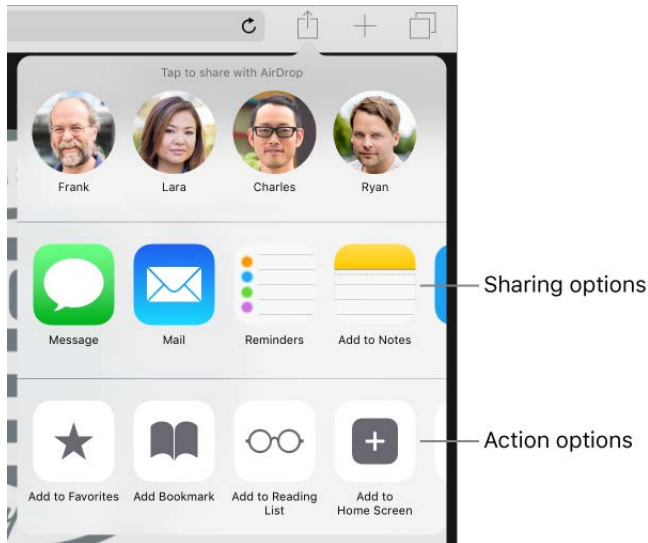 Tap to share with AirDrop
Frank Lara Charles Ryan
Message Mail Reminders Add to Notes
Sharing options
Add to Favorites Add Bookmark Add to Reading List Add to Home Screen
Action options